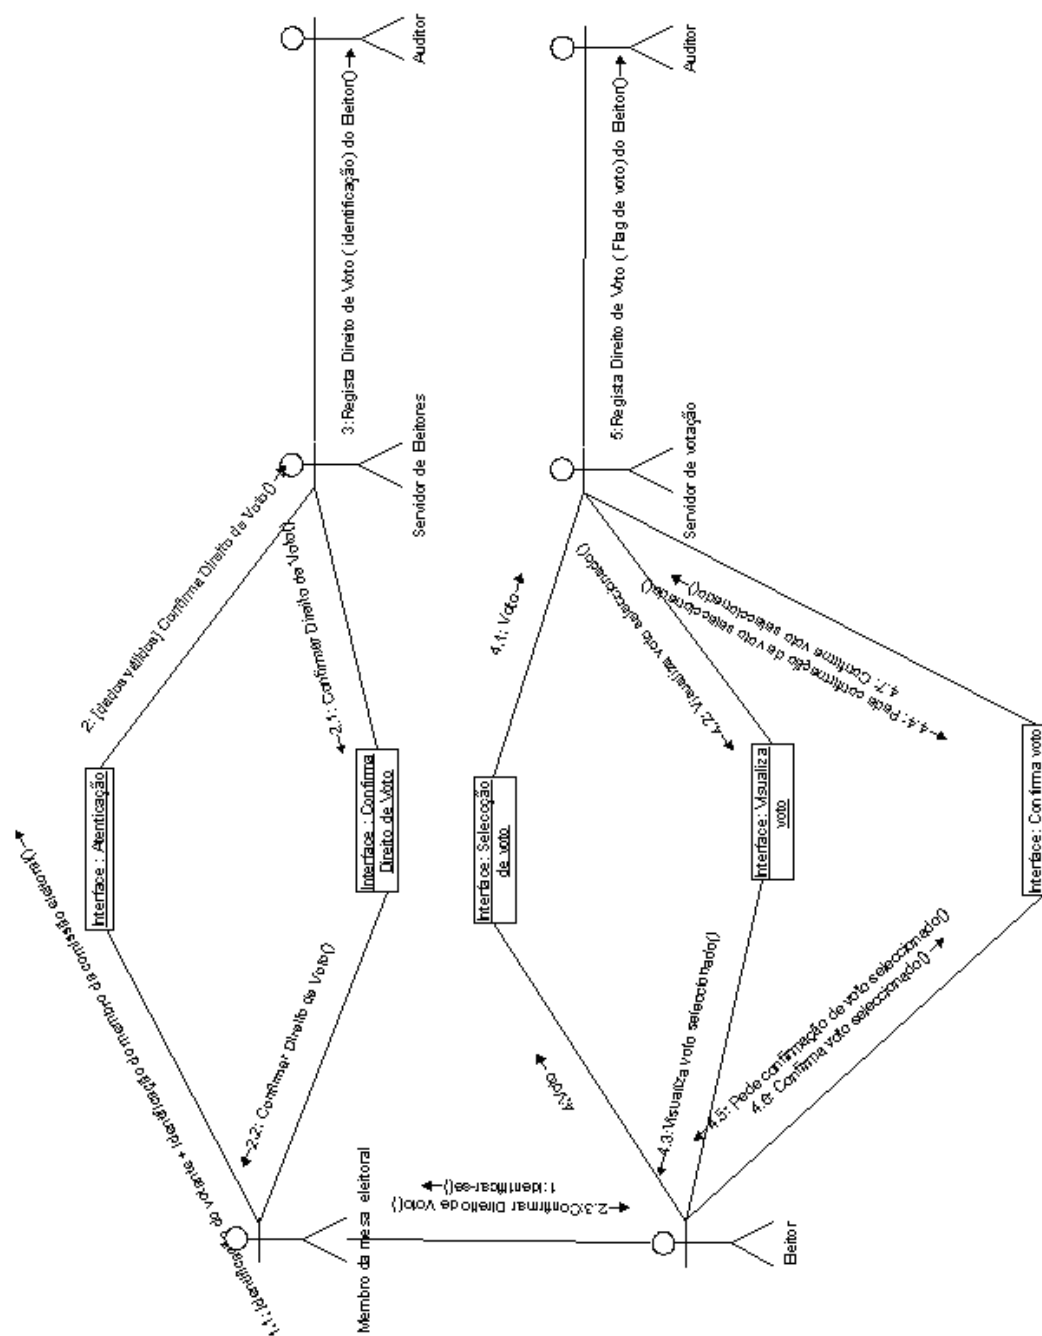 1.1: Identificação do votante + Identificação do membro da comissão eleitoral()
Interface : Atenticação
2: [dados válidos] Confirma Direito de Voto()
2.1: Confirmar Direito de Voto()
Interface : Confirma
Direito de Voto
2.2: Confirmar Direito de Voto()
Membro da mesa eleitoral
Servidor de Eleitores
3:Regista Direito de Voto ( identificação) do Eleitor()
Auditor
1: Identificar-se()
2.3:Confirmar Direito de Voto()
Eleitor
4:Voto
Interface: Selecção
de voto
4.1: Voto
4.2: Visualiza voto seleccionado()
Interface: Visualiza
voto
4.3:Visualiza voto seleccionado()
4.4: Pede confirmação de voto seleccionado()
4.7: Confirma voto seleccionado()
Interface: Confirma voto
4.5: Pede confirmação de voto seleccionado()
4.6: Confirma voto seleccionado()
Servidor de votação
5:Regista Direito de Voto ( Flag de voto) do Eleitor()
Auditor